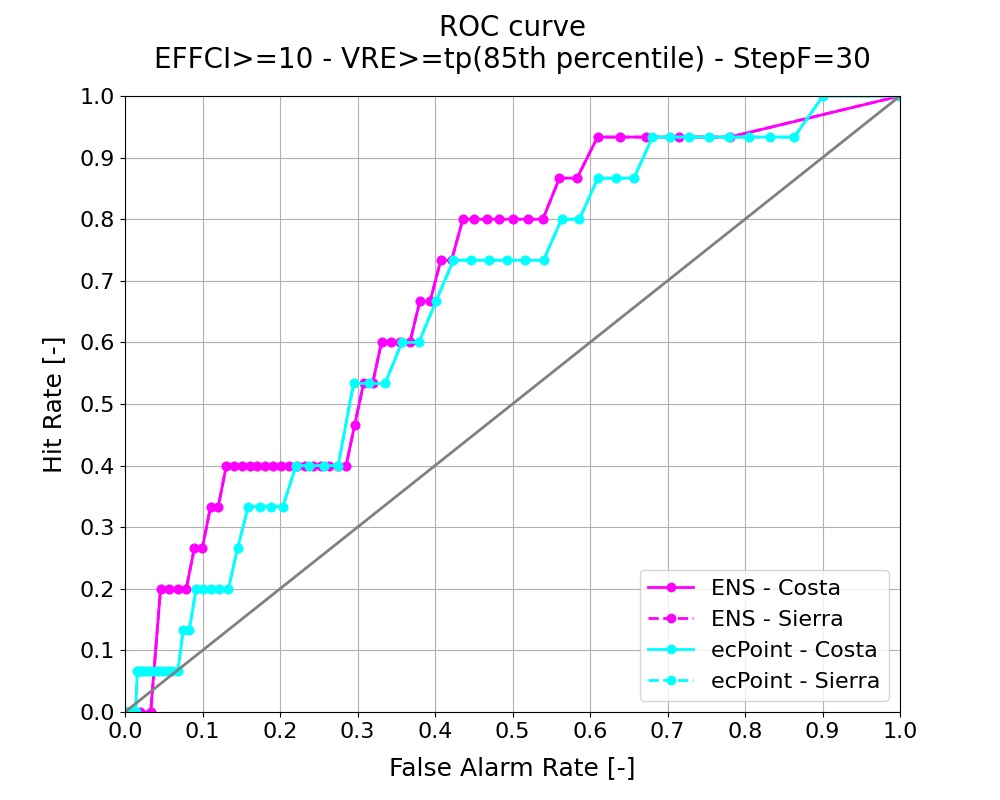 ROC curve
EFFCI>=10 - VRE>=tp(85th percentile) - StepF=30
1.0
0.9
0.8
0.7
0.6
0.5
0.4
0.3
0.2
0.1
0.0
Hit Rate [-]
ENS - Costa
ENS - Sierra
ecPoint - Costa
ecPoint - Sierra
0.0 0.1 0.2 0.3 0.4 0.5 0.6 0.7 0.8 0.9 1.0
False Alarm Rate [-]